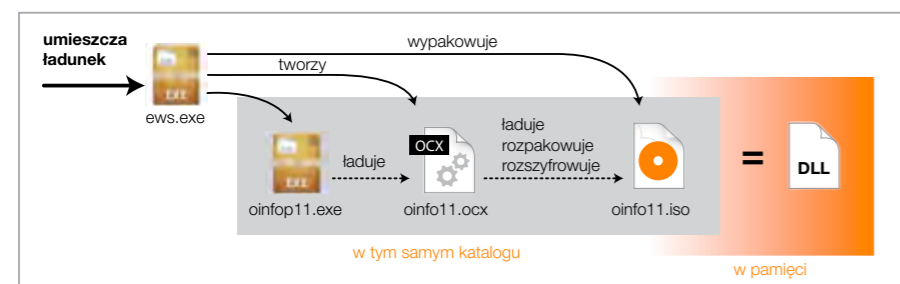 umieszcza
ładunek
EXE
ews.exe
wypakowuje
tworzy
EXE
oinfop11.exe
ładuje
OCX
oinfo11.ocx
ładuje
rozpakowuje
rozszyfrowuje
oinfo11.iso
=
DLL
w tym samym katalogu
w pamięci